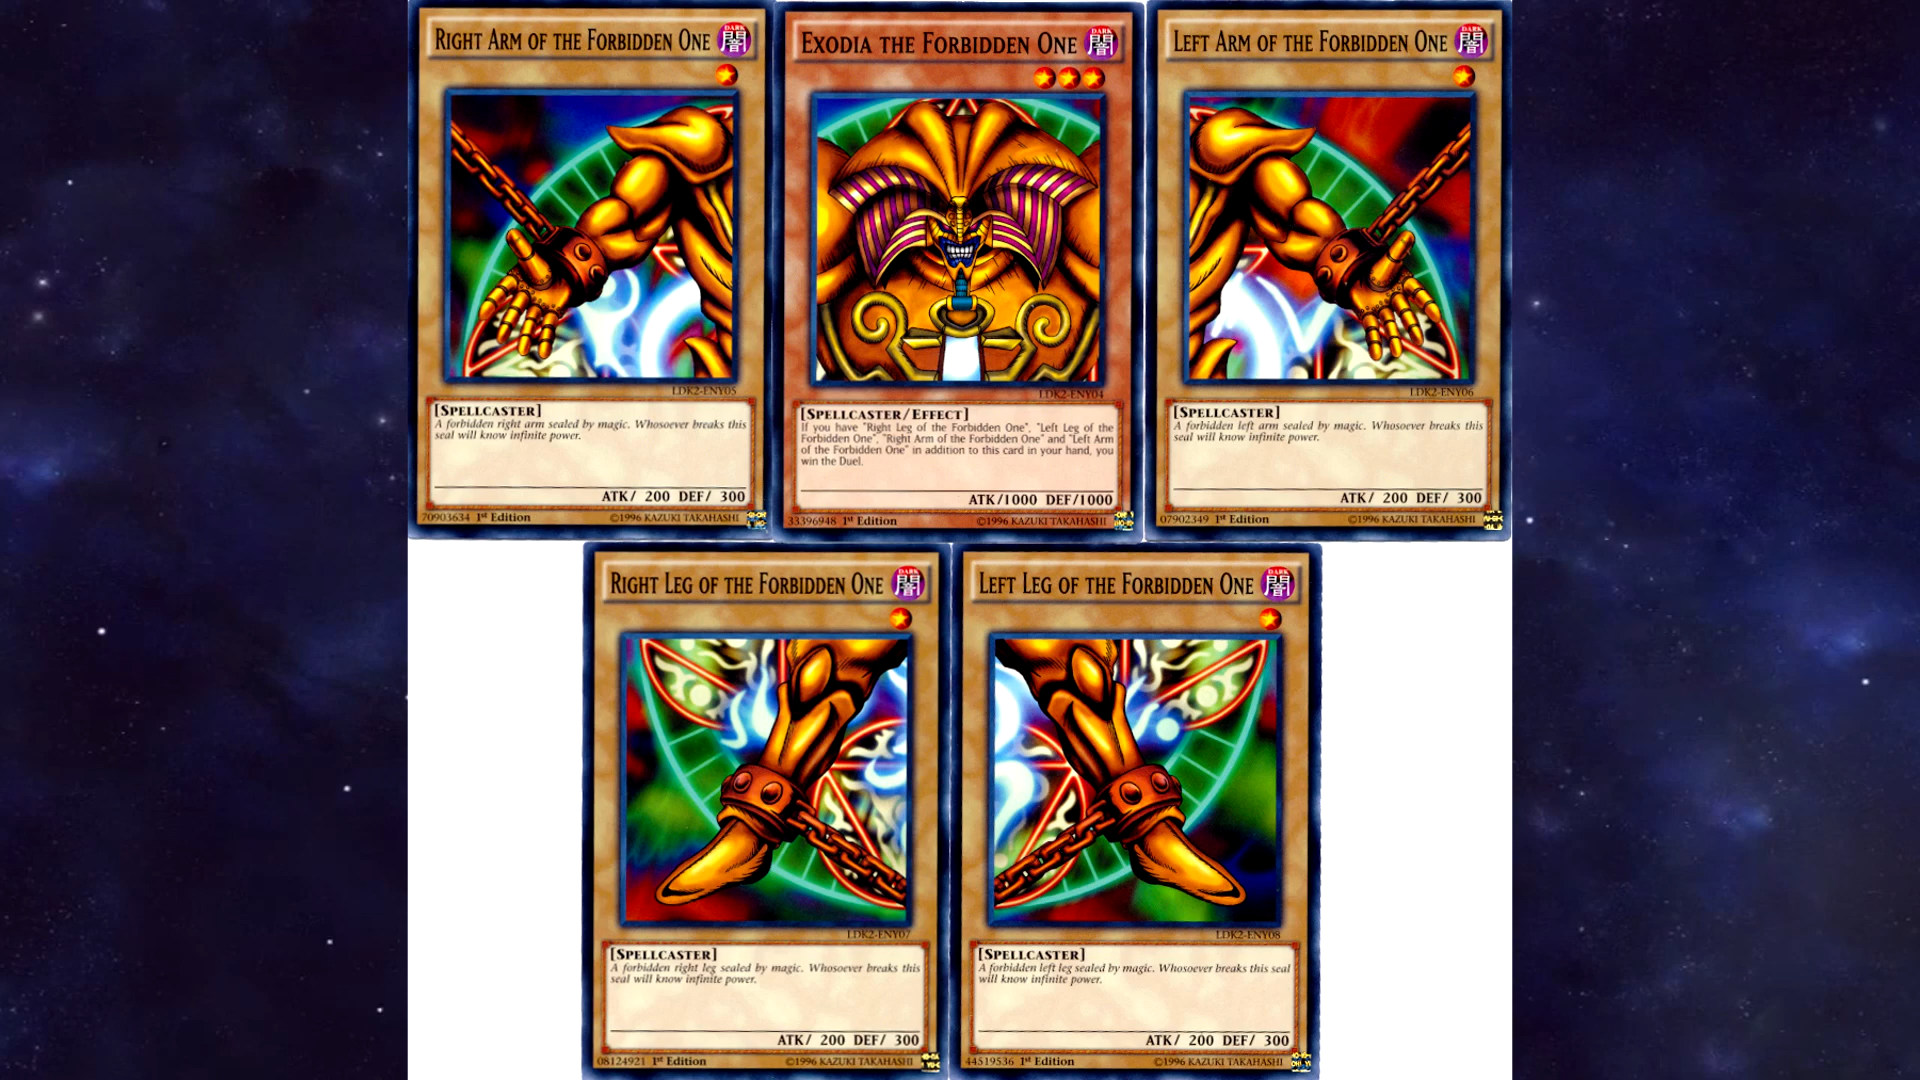 RIGHT ARM OF THE FORBIDDEN ONE
DARK
闇
LDK2-ENY05
[SPELLCASTER]
A forbidden right arm sealed by magic. Whosoever breaks this
seal will know infinite power.
ATK/ 200 DEF/ 300
70903634 1st Edition ©1996 KAZUKI TAKAHASHI
EXODIA THE FORBIDDEN ONE
DARK
闇
LDK2-ENY04
[SPELLCASTER/EFFECT]
If you have "Right Leg of the Forbidden One", "Left Leg of the
Forbidden One", "Right Arm of the Forbidden One" and "Left Arm
of the Forbidden One" in addition to this card in your hand, you
win the Duel.
ATK/1000 DEF/1000
33396948 1st Edition ©1996 KAZUKI TAKAHASHI
LEFT ARM OF THE FORBIDDEN ONE
DARK
闇
LDK2-ENY06
[SPELLCASTER]
A forbidden left arm sealed by magic. Whosoever breaks this
seal will know infinite power.
ATK/ 200 DEF/ 300
07902349 1st Edition ©1996 KAZUKI TAKAHASHI
RIGHT LEG OF THE FORBIDDEN ONE
DARK
闇
LDK2-ENY07
[SPELLCASTER]
A forbidden right leg sealed by magic. Whosoever breaks this
seal will know infinite power.
ATK/ 200 DEF/ 300
08124921 1st Edition ©1996 KAZUKI TAKAHASHI
LEFT LEG OF THE FORBIDDEN ONE
DARK
闇
LDK2-ENY08
[SPELLCASTER]
A forbidden left leg sealed by magic. Whosoever breaks this seal
will know infinite power.
ATK/ 200 DEF/ 300
44519536 1st Edition ©1996 KAZUKI TAKAHASHI